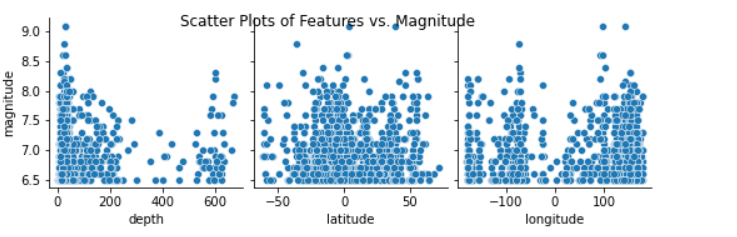 Scatter Plots of Features vs. Magnitude
9.0
8.5
8.0
7.5
7.0
6.5
magnitude
0 200 400 600
−50 0 50
−100 0 100
depth latitude longitude